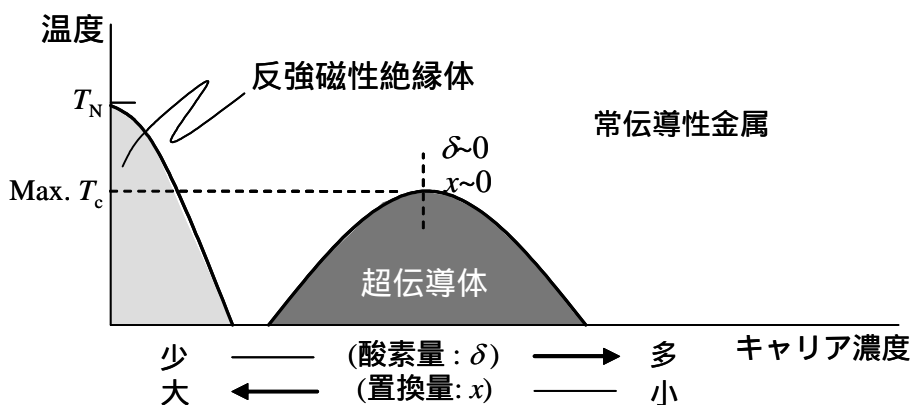 温度
反強磁性絶縁体
T_N
常伝導性金属
δ~0
x~0
Max. T_c
超伝導体
キャリア濃度
少 (酸素量 : δ) 多
大 (置換量: x) 小